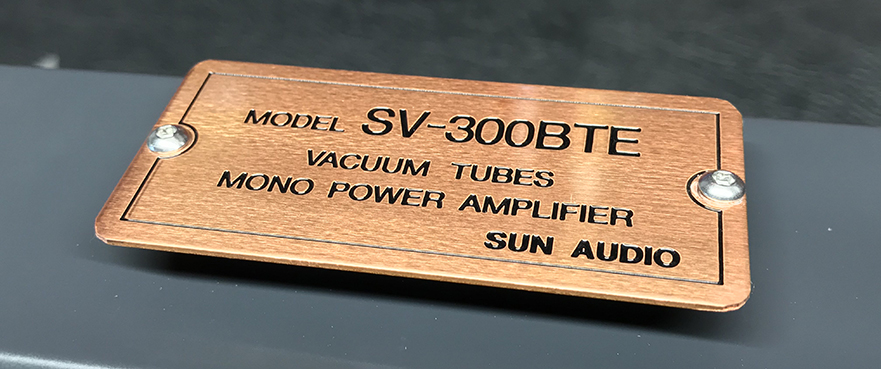 MODEL SV-300BTE
VACUUM TUBES
MONO POWER AMPLIFIER
SUN AUDIO